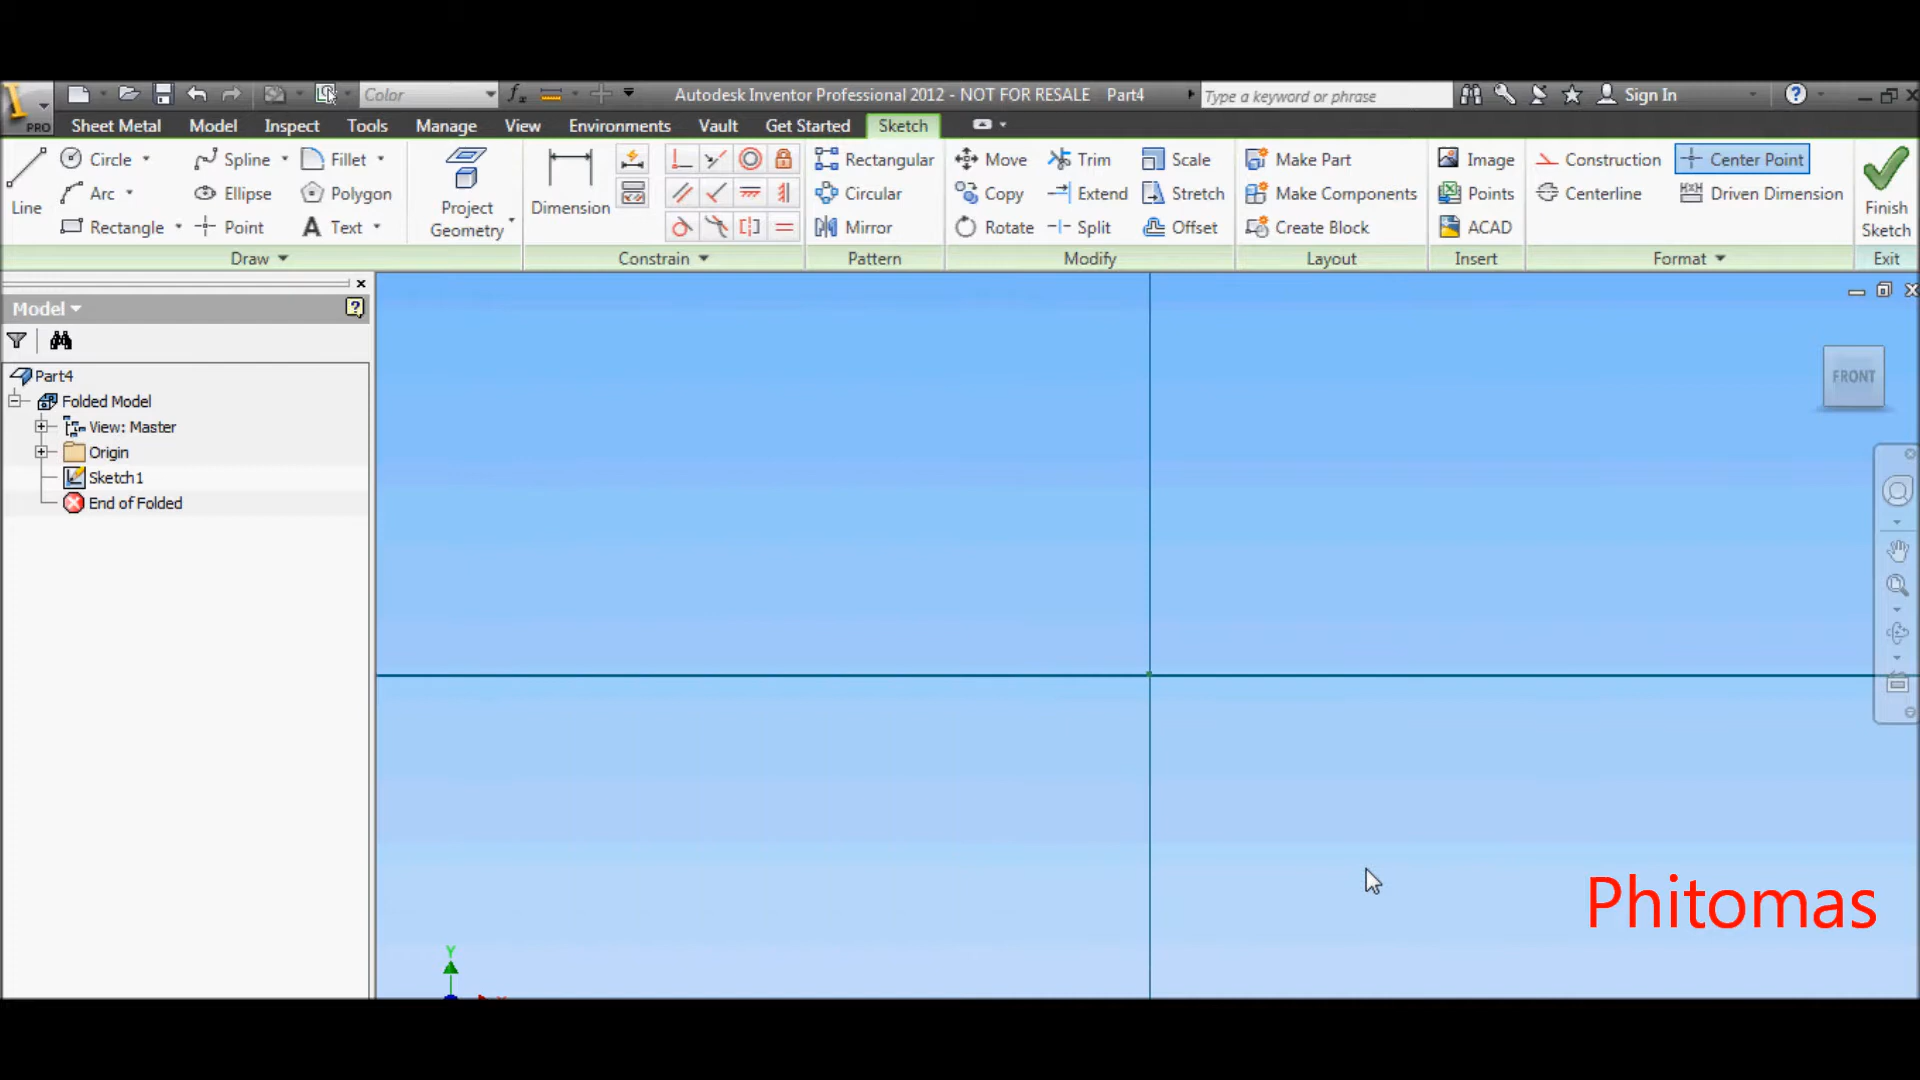 PRO
Color
fx
Autodesk Inventor Professional 2012 - NOT FOR RESALE Part4
Type a keyword or phrase
Sign In
Sheet Metal Model Inspect Tools Manage View Environments Vault Get Started Sketch
Line
Circle
Arc
Rectangle
Spline
Ellipse
Point
Fillet
Polygon
A Text
Draw
Project
Geometry
Dimension
Constrain
Rectangular
Circular
Mirror
Pattern
Move
Copy
Rotate
Trim
Extend
Split
Scale
Stretch
Offset
Modify
Make Part
Make Components
Create Block
Layout
Image
Points
ACAD
Insert
Construction
Centerline
Center Point
Driven Dimension
Format
Finish
Sketch
Exit
Model
Part4
Folded Model
View: Master
Origin
Sketch1
End of Folded
FRONT
Phitomas
Y